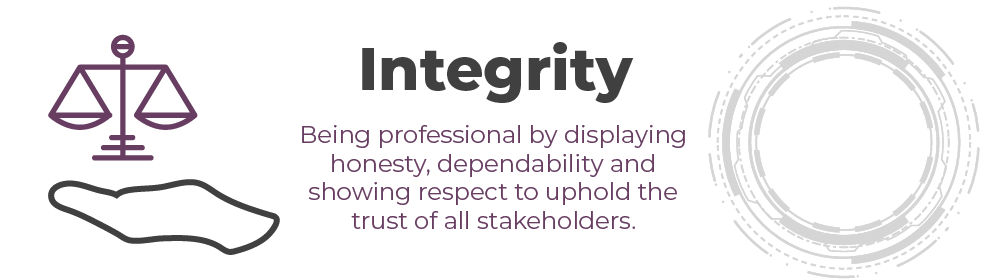 Integrity
Being professional by displaying
honesty, dependability and
showing respect to uphold the
trust of all stakeholders.